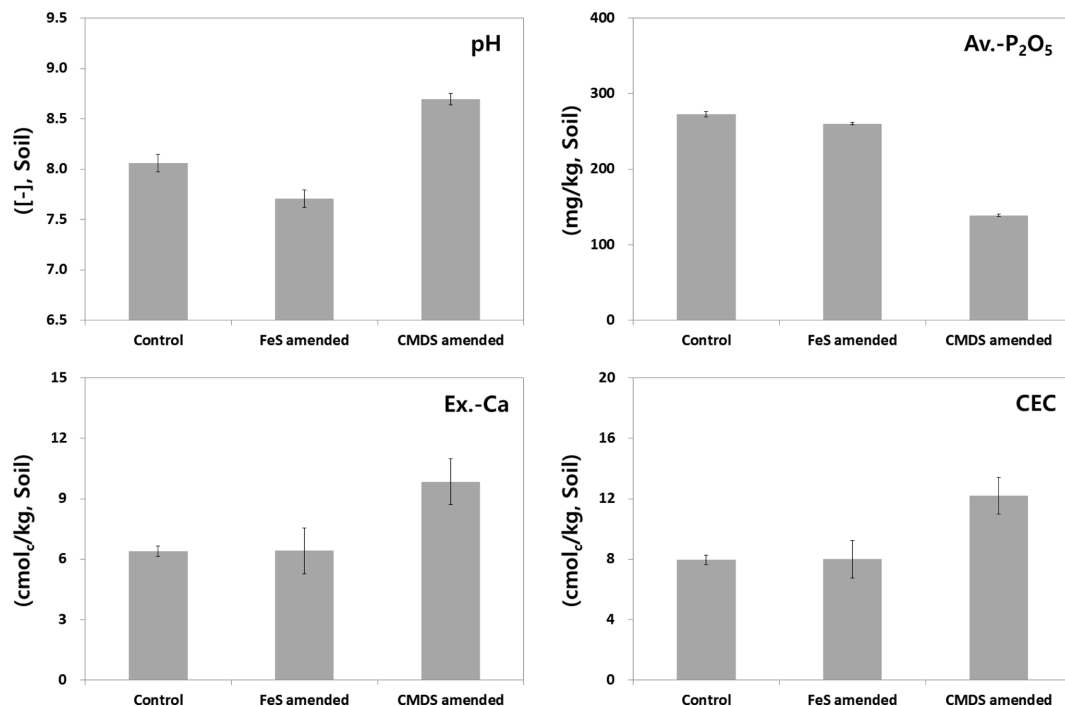 pH
([-], Soil)
9.5
9.0
8.5
8.0
7.5
7.0
6.5
Control
FeS amended
CMDS amended
Av.-P₂O₅
(mg/kg, Soil)
400
300
200
100
0
Control
FeS amended
CMDS amended
Ex.-Ca
(cmol꜀/kg, Soil)
15
12
9
6
3
0
Control
FeS amended
CMDS amended
CEC
(cmol꜀/kg, Soil)
20
16
12
8
4
0
Control
FeS amended
CMDS amended